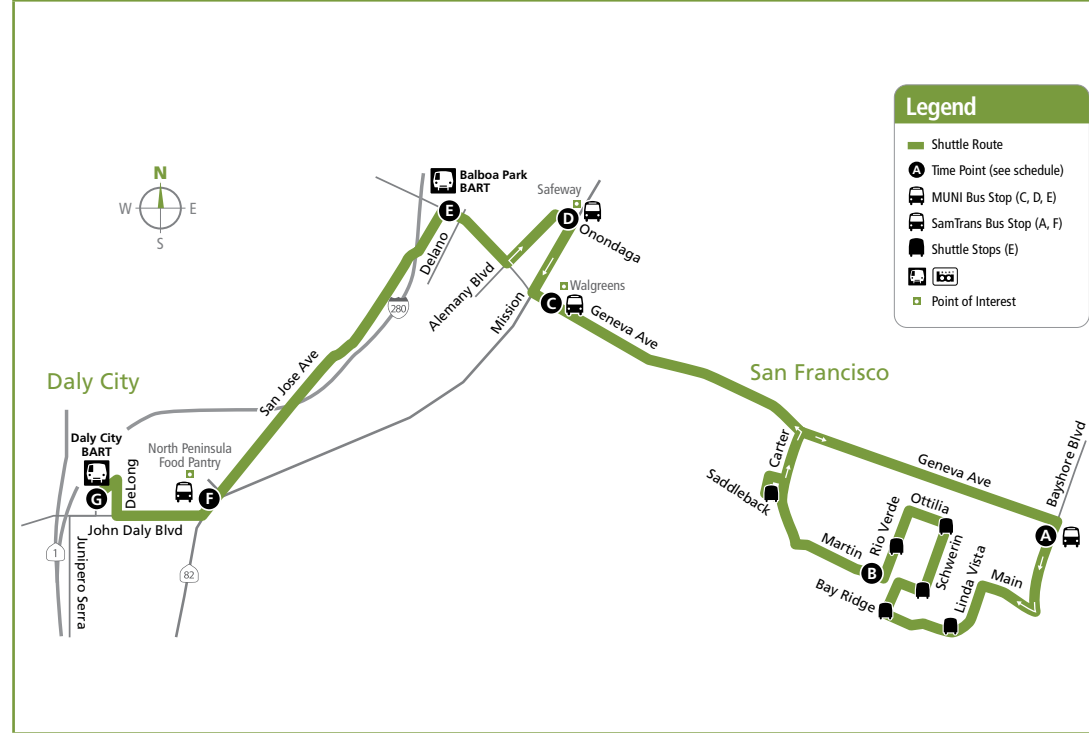 Legend
Shuttle Route
A Time Point (see schedule)
MUNI Bus Stop (C, D, E)
SamTrans Bus Stop (A, F)
Shuttle Stops (E)
ba
Point of Interest
N
W
E
S
Balboa Park
BART
E
Safeway
D
Onondaga
Delano
Alemany Blvd
Walgreens
C
Mission
Geneva Ave
280
San Jose Ave
San Francisco
Daly City
Daly City
BART
G
DeLong
North Peninsula
Food Pantry
F
John Daly Blvd
1
Junipero Serra
82
Carter
Saddleback
Geneva Ave
Bayshore Blvd
A
Martin
B
Rio Verde
Ottilia
Schwerin
Bay Ridge
Linda Vista
Main